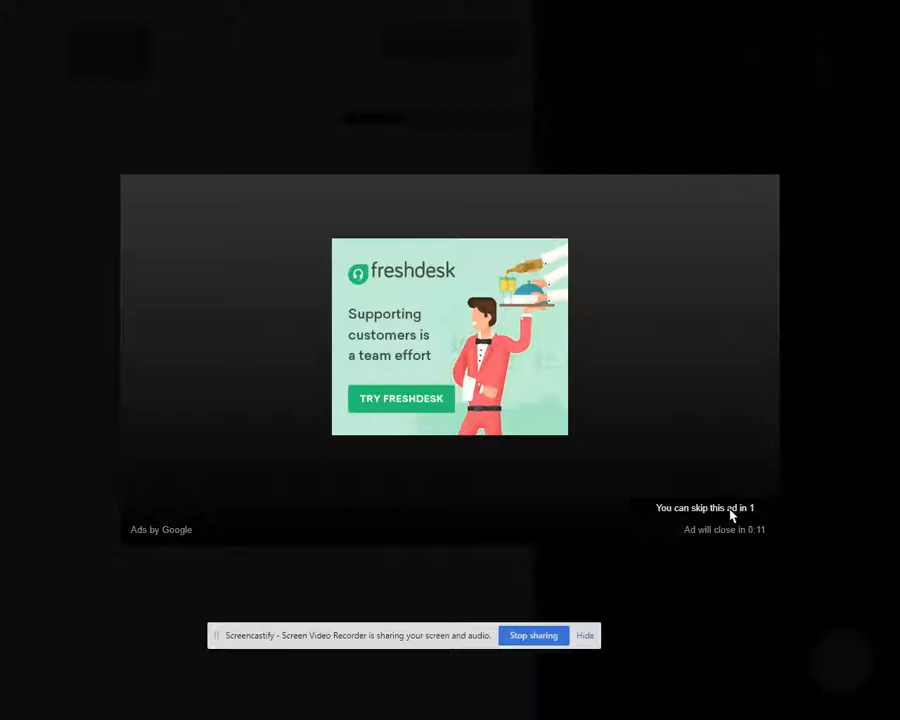 freshdesk
Supporting
customers is
a team effort
TRY FRESHDESK
You can skip this ad in 1
Ads by Google
Ad will close in 0:11
Screencastify - Screen Video Recorder is sharing your screen and audio.
Stop sharing
Hide